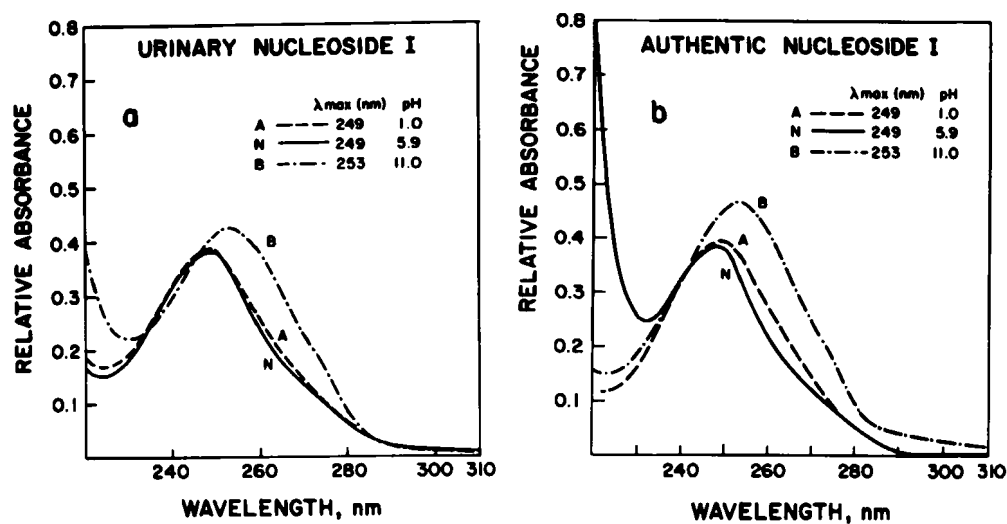 URINARY NUCLEOSIDE I
a
λ max (nm) pH
A 249 1.0
N 249 5.9
B 253 11.0
B
A
N
0.8
0.7
0.6
0.5
0.4
0.3
0.2
0.1
RELATIVE ABSORBANCE
240 260 280 300 310
WAVELENGTH, nm
AUTHENTIC NUCLEOSIDE I
b
λ max (nm) pH
A 249 1.0
N 249 5.9
B 253 11.0
B
A
N
0.8
0.7
0.6
0.5
0.4
0.3
0.2
0.1
RELATIVE ABSORBANCE
240 260 280 300 310
WAVELENGTH, nm